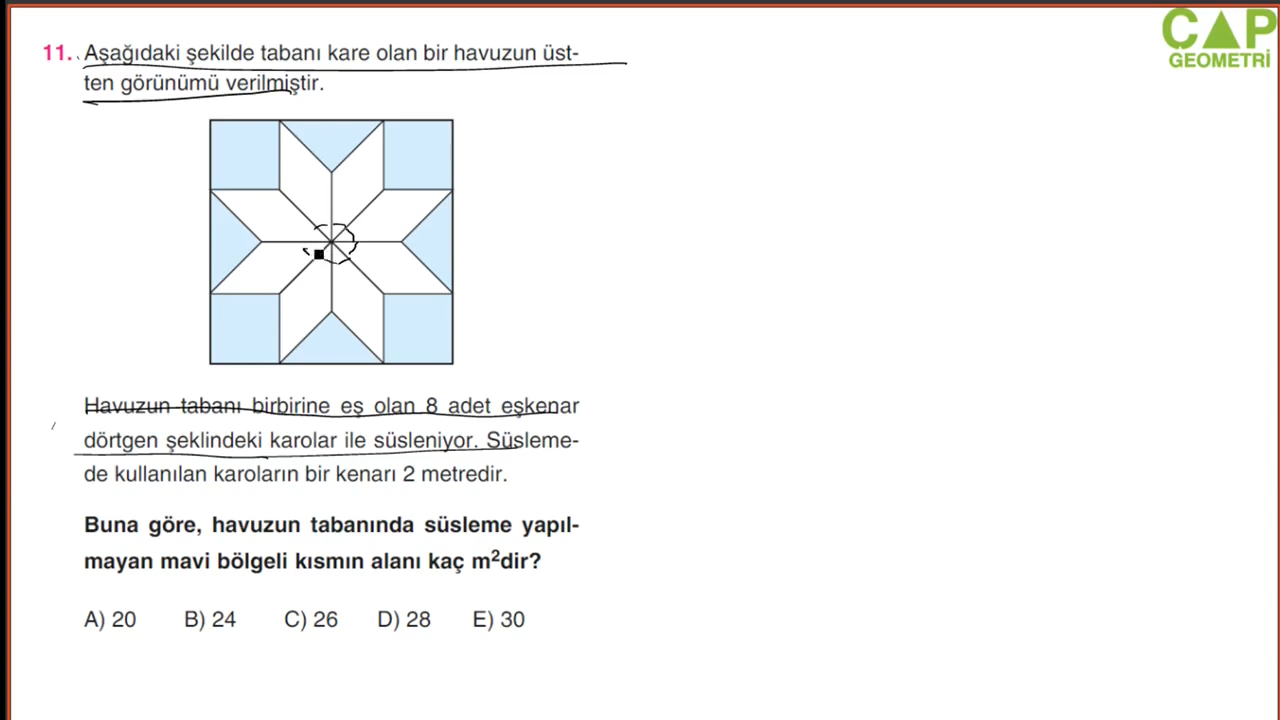 ÇAP
GEOMETRİ
11. Aşağıdaki şekilde tabanı kare olan bir havuzun üst-
ten görünümü verilmiştir.
Havuzun tabanı birbirine eş olan 8 adet eşkenar
dörtgen şeklindeki karolar ile süsleniyor. Süsleme-
de kullanılan karoların bir kenarı 2 metredir.
Buna göre, havuzun tabanında süsleme yapıl-
mayan mavi bölgeli kısmın alanı kaç m²dir?
A) 20 B) 24 C) 26 D) 28 E) 30